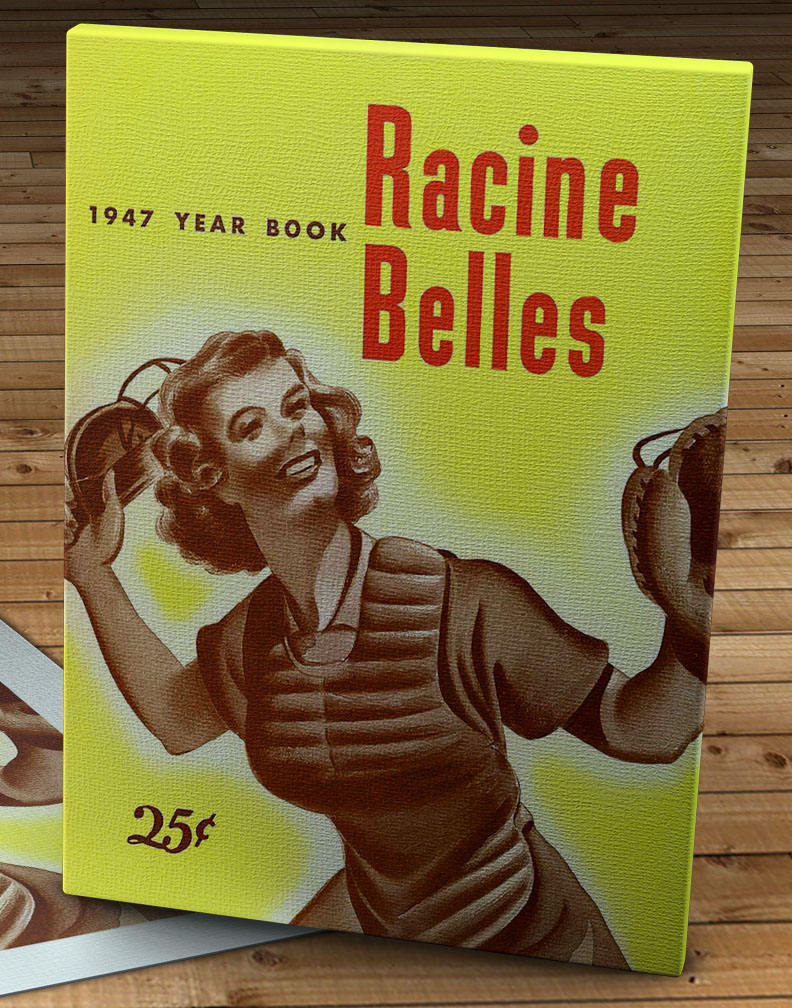 1947 YEAR BOOK
Racine
Belles
25¢